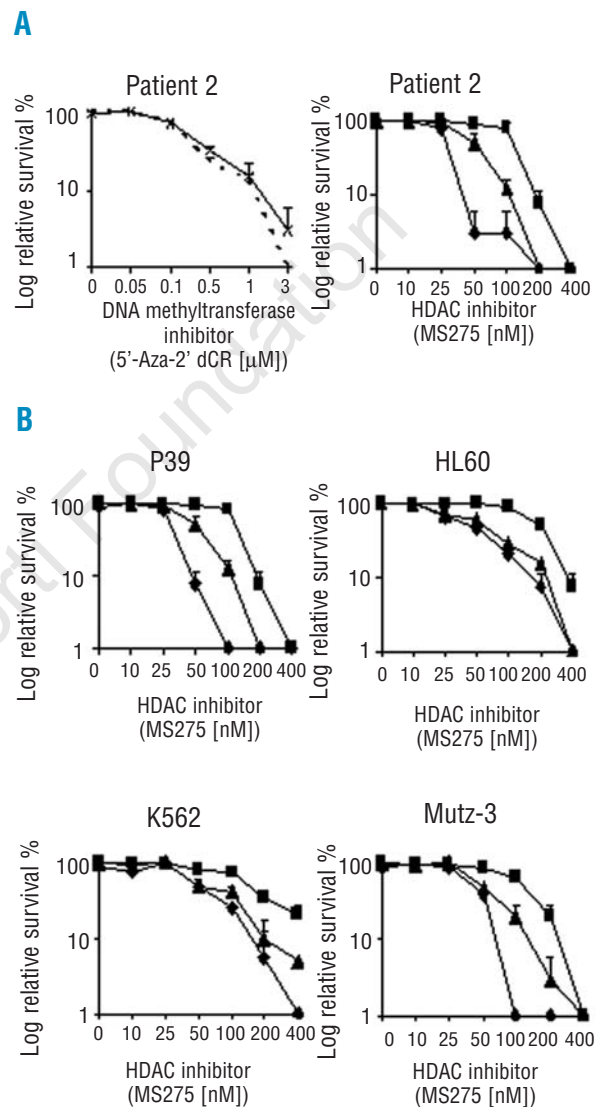 A
Patient 2
Log relative survival %
100
10
1
0 0.05 0.1 0.5 1 3
DNA methyltransferase
inhibitor
(5'-Aza-2' dCR [μM])
Patient 2
Log relative survival %
100
10
1
0 10 25 50 100 200 400
HDAC inhibitor
(MS275 [nM])
B
P39
Log relative survival %
100
10
1
0 10 25 50 100 200 400
HDAC inhibitor
(MS275 [nM])
HL60
Log relative survival %
100
10
1
0 10 25 50 100 200 400
HDAC inhibitor
(MS275 [nM])
K562
Log relative survival %
100
10
1
0 10 25 50 100 200 400
HDAC inhibitor
(MS275 [nM])
Mutz-3
Log relative survival %
100
10
1
0 10 25 50 100 200 400
HDAC inhibitor
(MS275 [nM])
Foundation